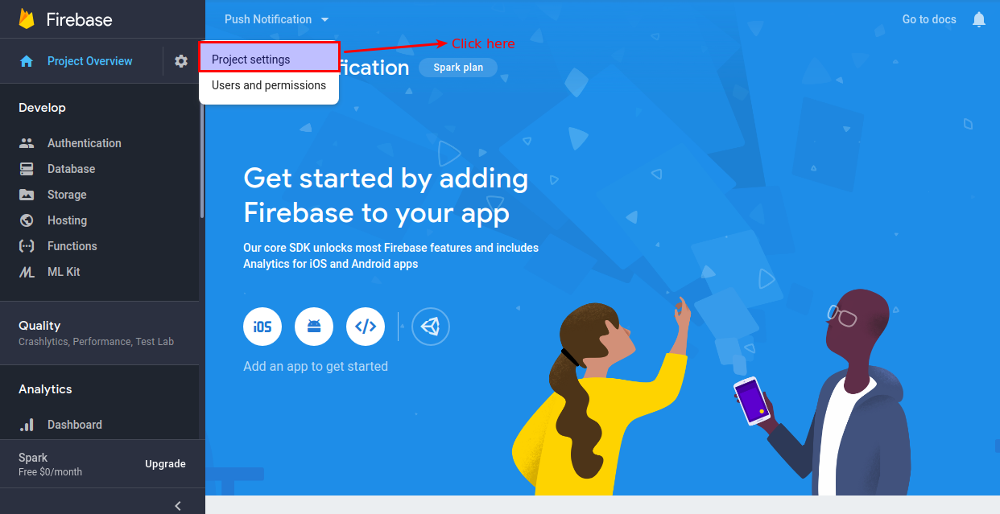 Firebase
Push Notification
Go to docs
Click here
Project Overview
Project settings
fication
Spark plan
Users and permissions
Develop
Authentication
Database
Storage
Hosting
Functions
ML Kit
Get started by adding
Firebase to your app
Our core SDK unlocks most Firebase features and includes
Analytics for iOS and Android apps
iOS
Add an app to get started
Quality
Crashlytics, Performance, Test Lab
Analytics
Dashboard
Spark
Free $0/month
Upgrade